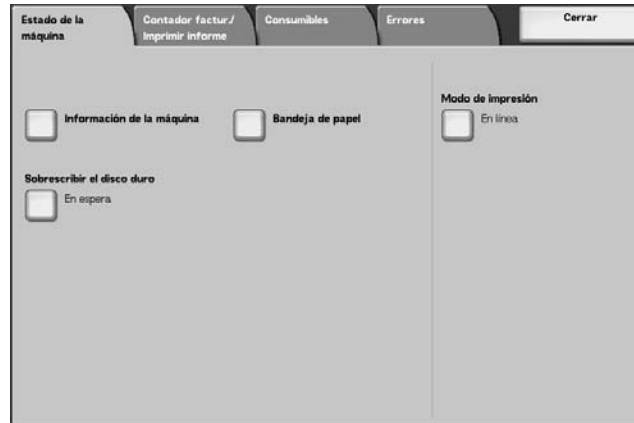 Estado de la
máquina
Contador factur./
Imprimir informe
Consumibles
Errores
Cerrar
Información de la máquina
Bandeja de papel
Modo de impresión
En línea
Sobrescribir el disco duro
En espera